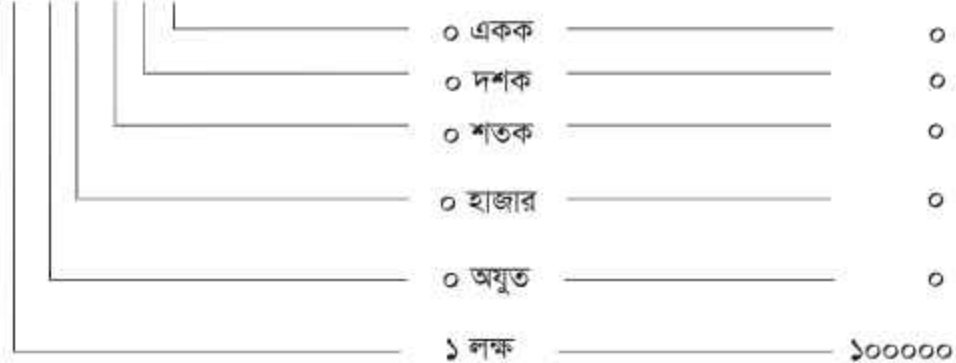 ০ একক ০
০ দশক ০
০ শতক ০
০ হাজার ০
০ অযুত ০
১ লক্ষ ১০০০০০